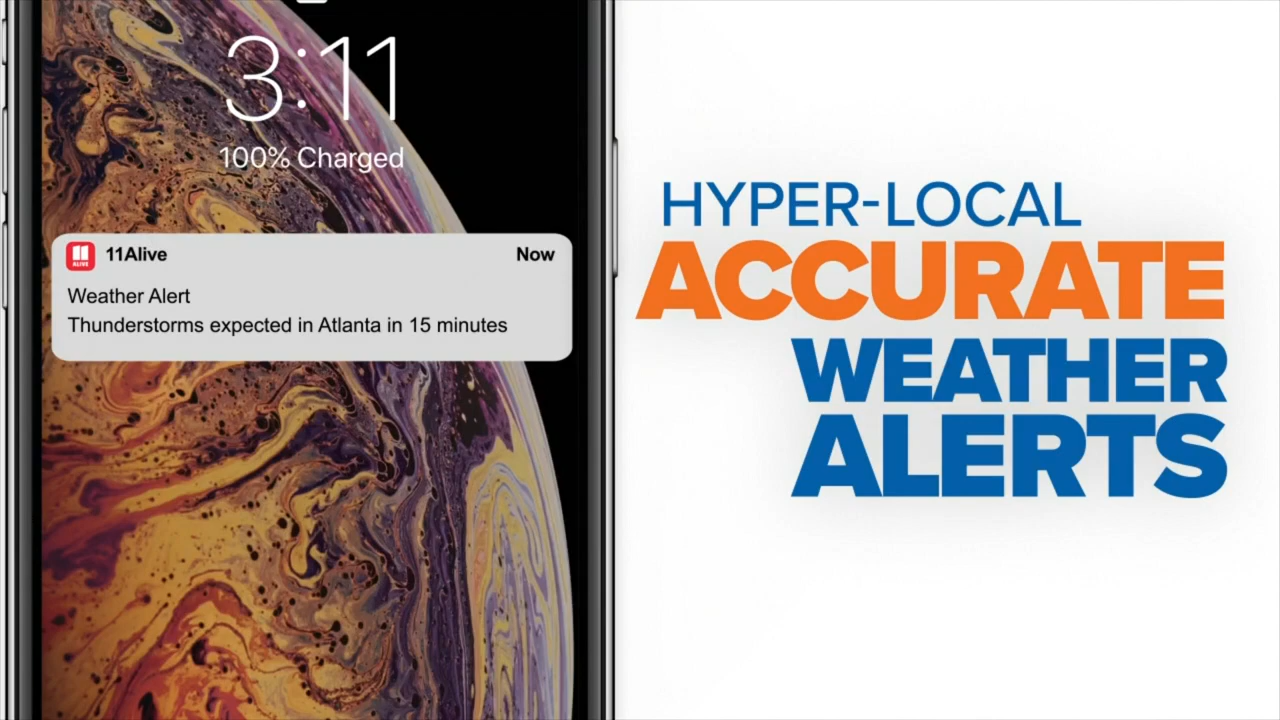 3:11
100% Charged
11Alive
Now
ALIVE
Weather Alert
Thunderstorms expected in Atlanta in 15 minutes
HYPER-LOCAL
ACCURATE
WEATHER
ALERTS